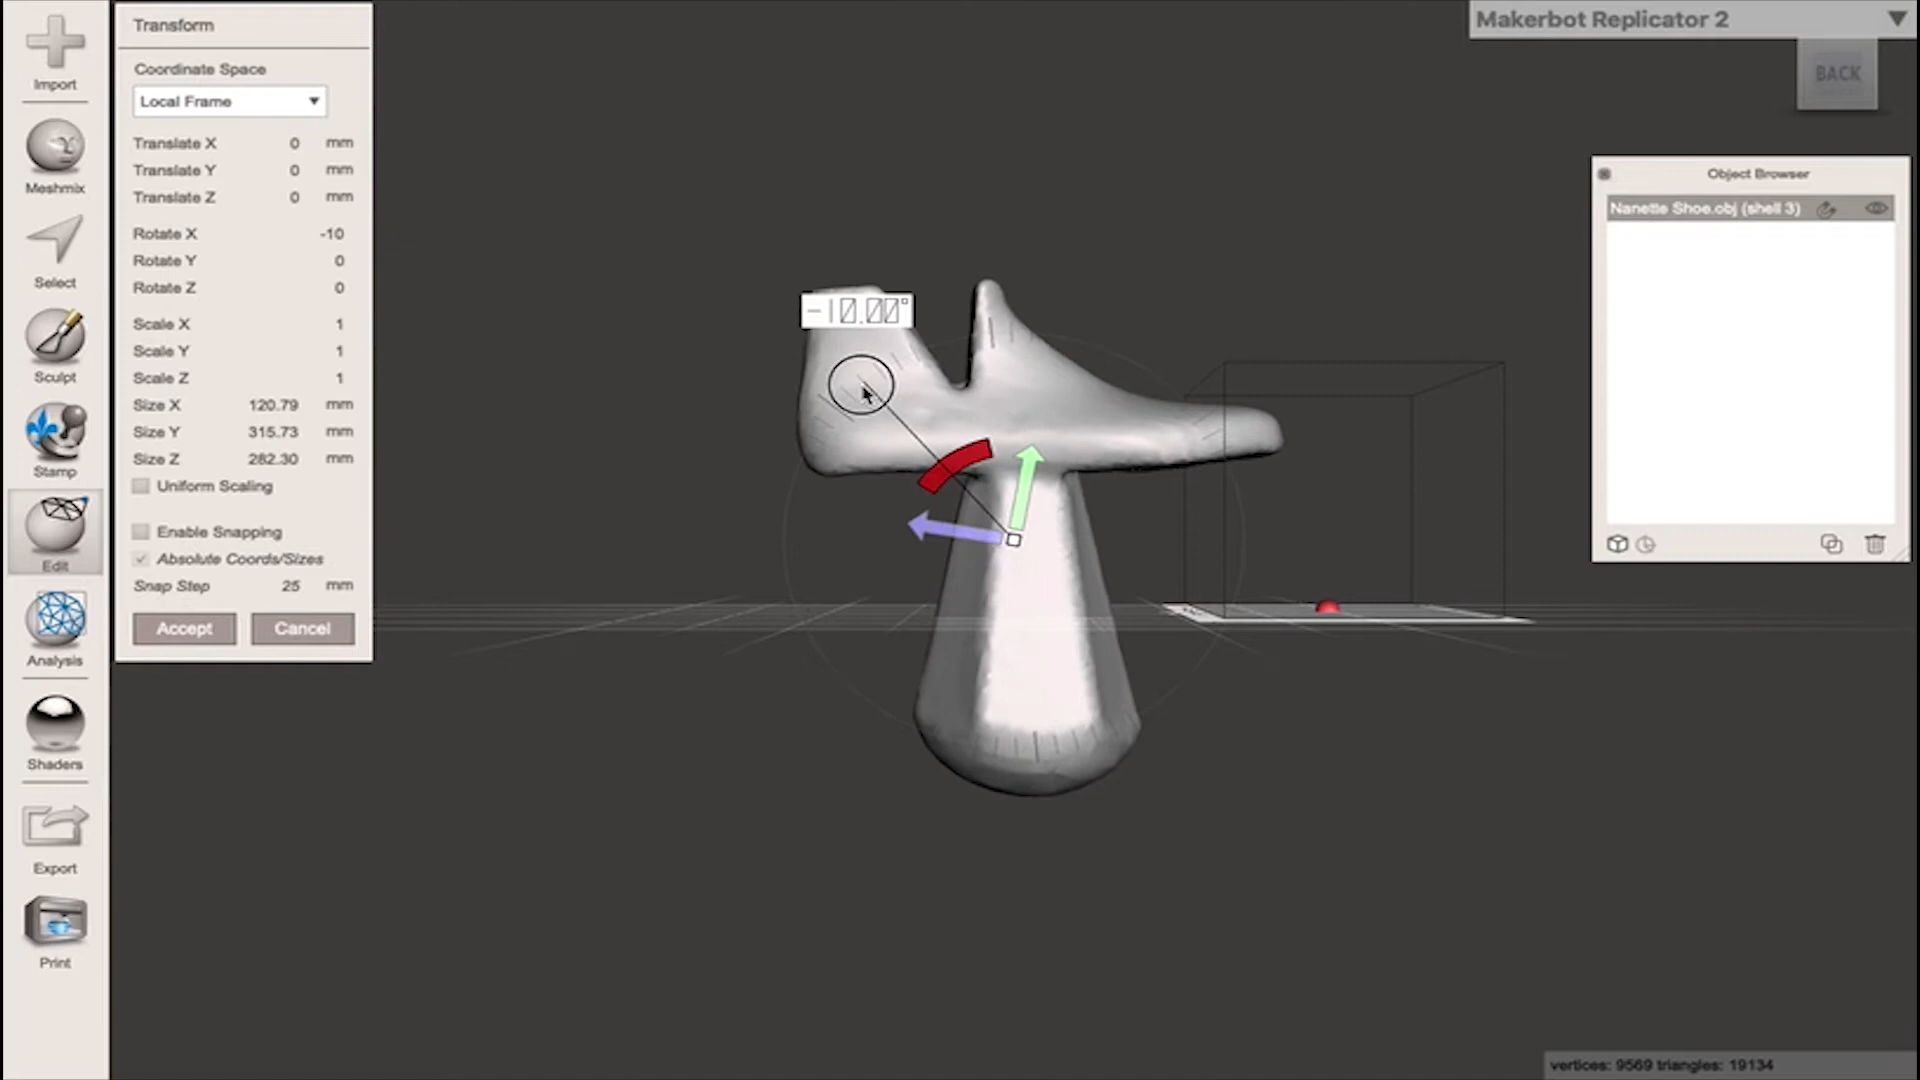 Import
Meshmix
Select
Sculpt
Stamp
Edit
Analysis
Shaders
Export
Print
Transform
Coordinate Space
Local Frame
Translate X 0 mm
Translate Y 0 mm
Translate Z 0 mm
Rotate X -10
Rotate Y 0
Rotate Z 0
Scale X 1
Scale Y 1
Scale Z 1
Size X 120.79 mm
Size Y 315.73 mm
Size Z 282.30 mm
Uniform Scaling
Enable Snapping
Absolute Coords/Sizes
Snap Step 25 mm
Accept Cancel
-10.00°
Makerbot Replicator 2
BACK
Object Browser
Nanette Shoe.obj (shell 3)
vertices: 9569 triangles: 19134